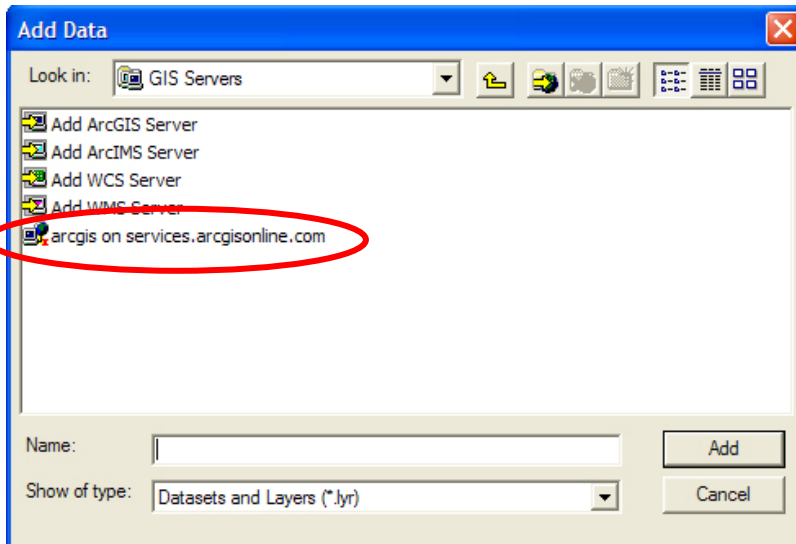 Add Data
Look in: GIS Servers
Add ArcGIS Server
Add ArcIMS Server
Add WCS Server
Add WMS Server
arcgis on services.arcgisonline.com
Name: Add
Show of type: Datasets and Layers (*.lyr) Cancel